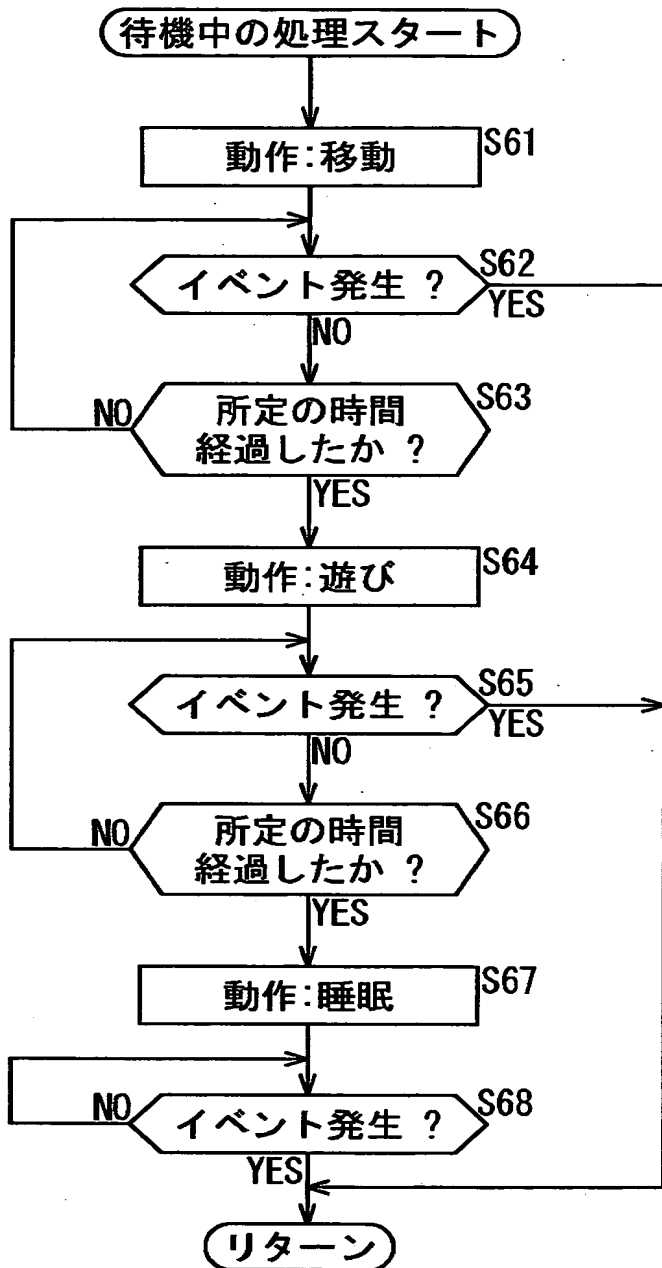 待機中の処理スタート
動作:移動
S61
イベント発生 ?
S62
YES
NO
所定の時間
経過したか ?
S63
NO
YES
動作:遊び
S64
イベント発生 ?
S65
YES
NO
所定の時間
経過したか ?
S66
NO
YES
動作:睡眠
S67
イベント発生 ?
S68
NO
YES
リターン